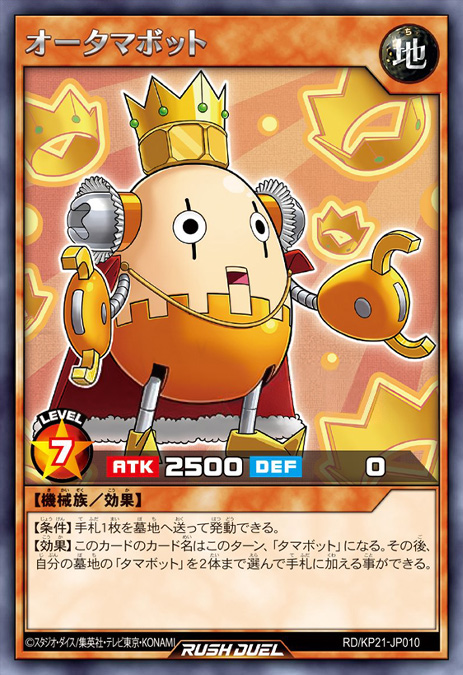 オータマボット
地
LEVEL
7
ATK 2500 DEF 0
【機械族／効果】
【条件】手札1枚を墓地へ送って発動できる。
【効果】このカードのカード名はこのターン、「タマボット」になる。その後、
自分の墓地の「タマボット」を2体まで選んで手札に加える事ができる。
©スタジオ・ダイス/集英社・テレビ東京・KONAMI
RUSH DUEL
RD/KP21-JP010